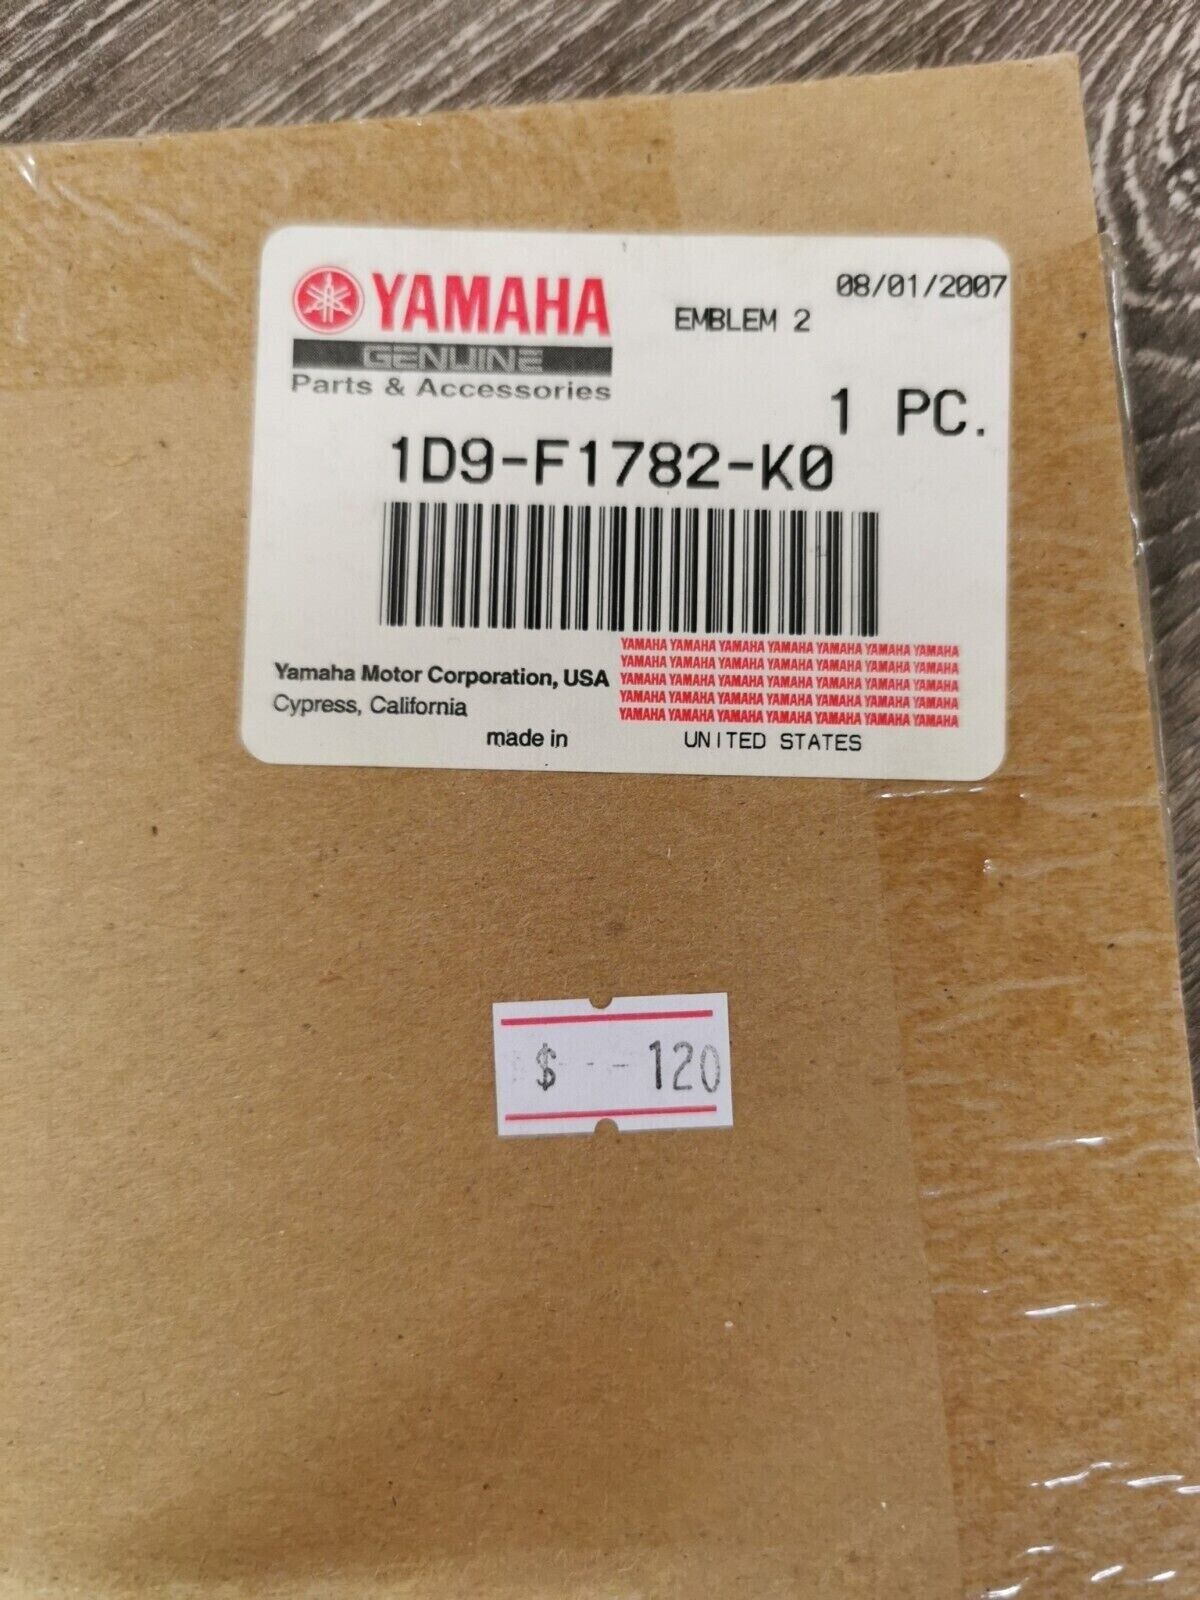 YAMAHA
GENUINE
Parts & Accessories
08/01/2007
EMBLEM 2
1 PC.
1D9-F1782-K0
YAMAHA YAMAHA YAMAHA YAMAHA YAMAHA YAMAHA YAMAHA
YAMAHA YAMAHA YAMAHA YAMAHA YAMAHA YAMAHA YAMAHA
YAMAHA YAMAHA YAMAHA YAMAHA YAMAHA YAMAHA YAMAHA
YAMAHA YAMAHA YAMAHA YAMAHA YAMAHA YAMAHA YAMAHA
YAMAHA YAMAHA YAMAHA YAMAHA YAMAHA YAMAHA YAMAHA
Yamaha Motor Corporation, USA
Cypress, California
made in UNITED STATES
$ -- - 120